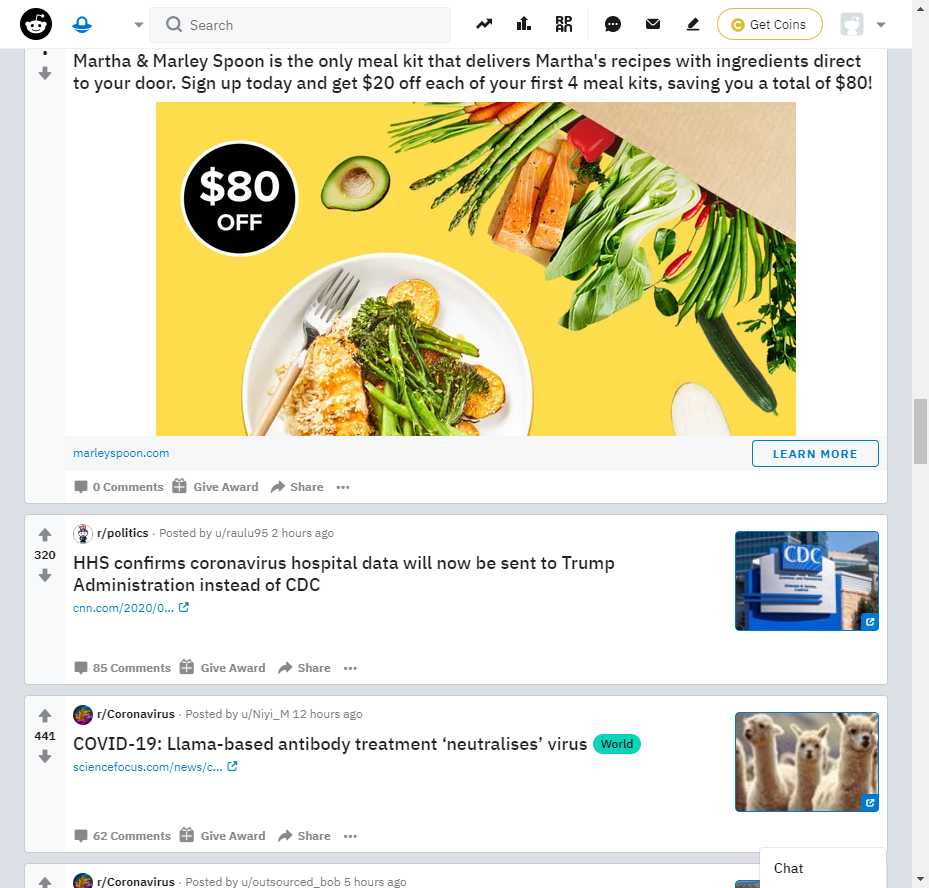 Search
Get Coins
Martha & Marley Spoon is the only meal kit that delivers Martha's recipes with ingredients direct
to your door. Sign up today and get $20 off each of your first 4 meal kits, saving you a total of $80!
$80
OFF
marleyspoon.com
LEARN MORE
0 Comments Give Award Share
r/politics · Posted by u/raulu95 2 hours ago
320
HHS confirms coronavirus hospital data will now be sent to Trump
Administration instead of CDC
cnn.com/2020/0...
CDC
85 Comments Give Award Share
r/Coronavirus · Posted by u/Niyi_M 12 hours ago
441
COVID-19: Llama-based antibody treatment ‘neutralises’ virus World
sciencefocus.com/news/c...
62 Comments Give Award Share
r/Coronavirus · Posted by u/outsourced_bob 5 hours ago
Chat